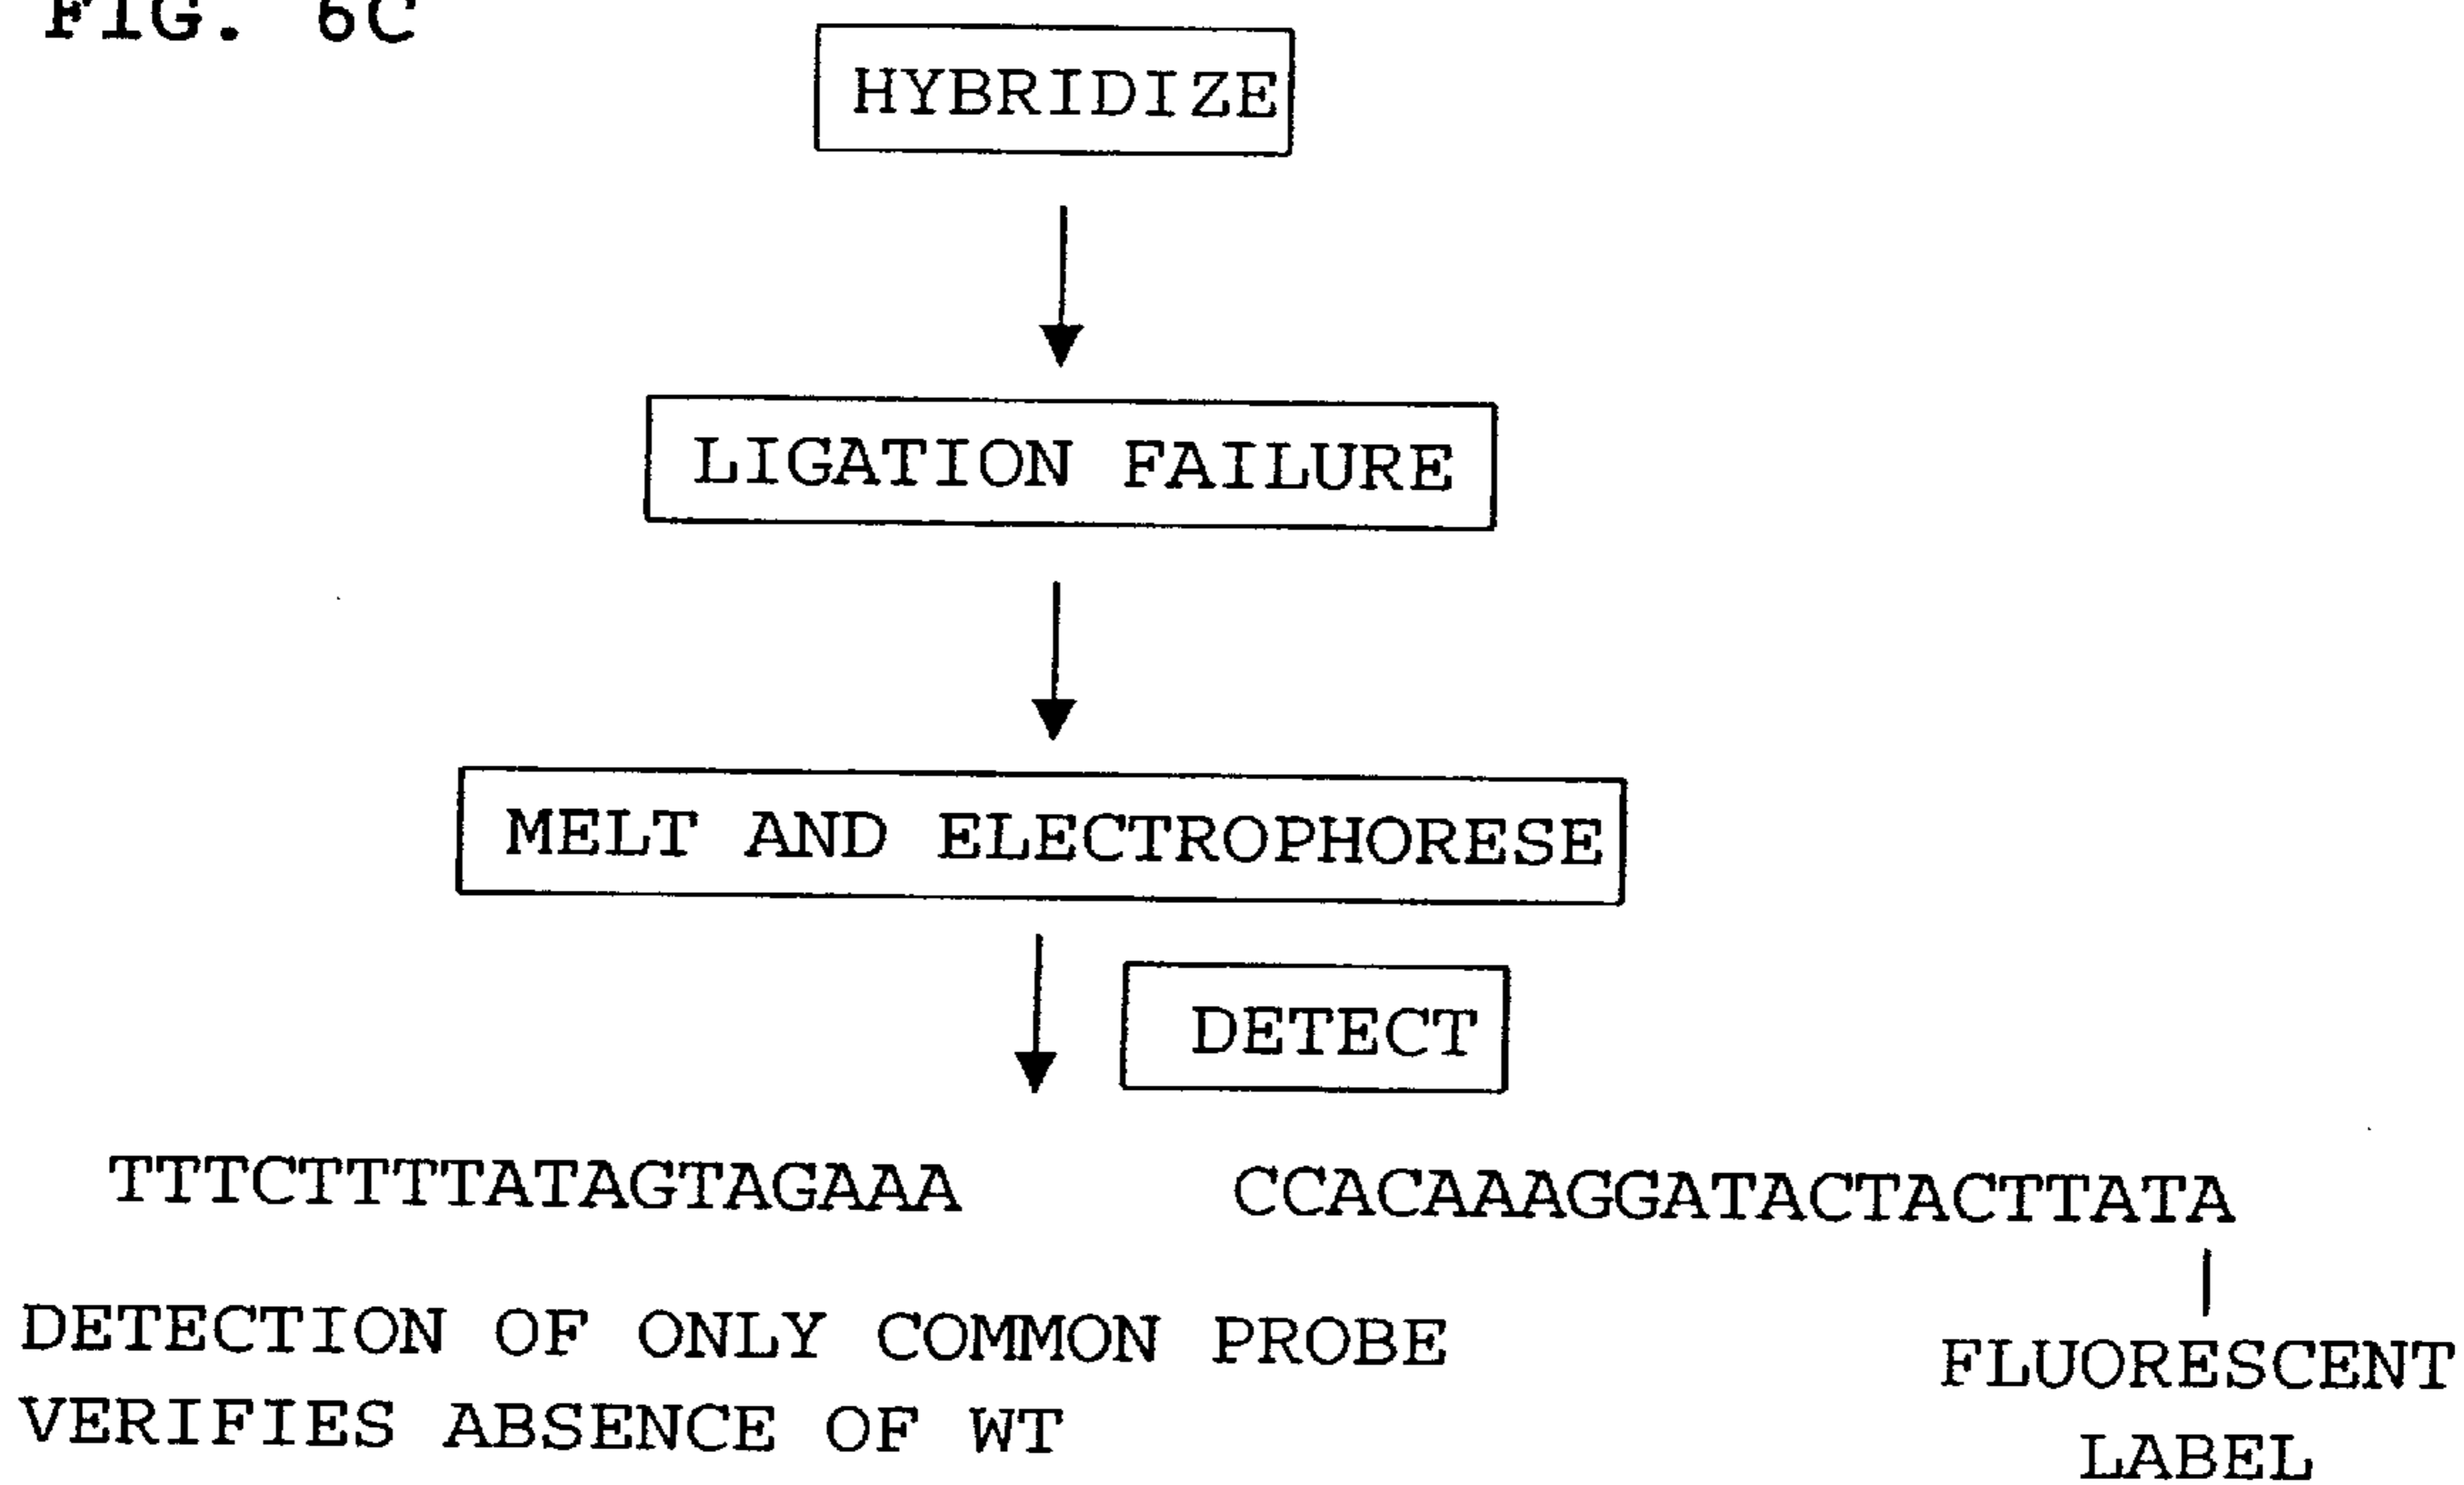 FIG. 6C
HYBRIDIZE
LIGATION FAILURE
MELT AND ELECTROPHORESE
DETECT
TTTCTTTTATAGTAGAAA CCACAAAGGATACTACTTATA
DETECTION OF ONLY COMMON PROBE
VERIFIES ABSENCE OF WT
FLUORESCENT
LABEL